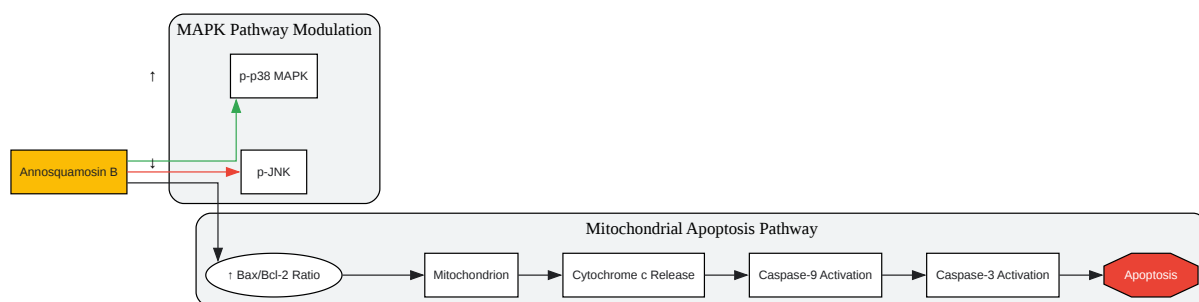 MAPK Pathway Modulation
p-p38 MAPK
↑
Annosquamosin B
↓
p-JNK
Mitochondrial Apoptosis Pathway
↑ Bax/Bcl-2 Ratio
Mitochondrion
Cytochrome c Release
Caspase-9 Activation
Caspase-3 Activation
Apoptosis